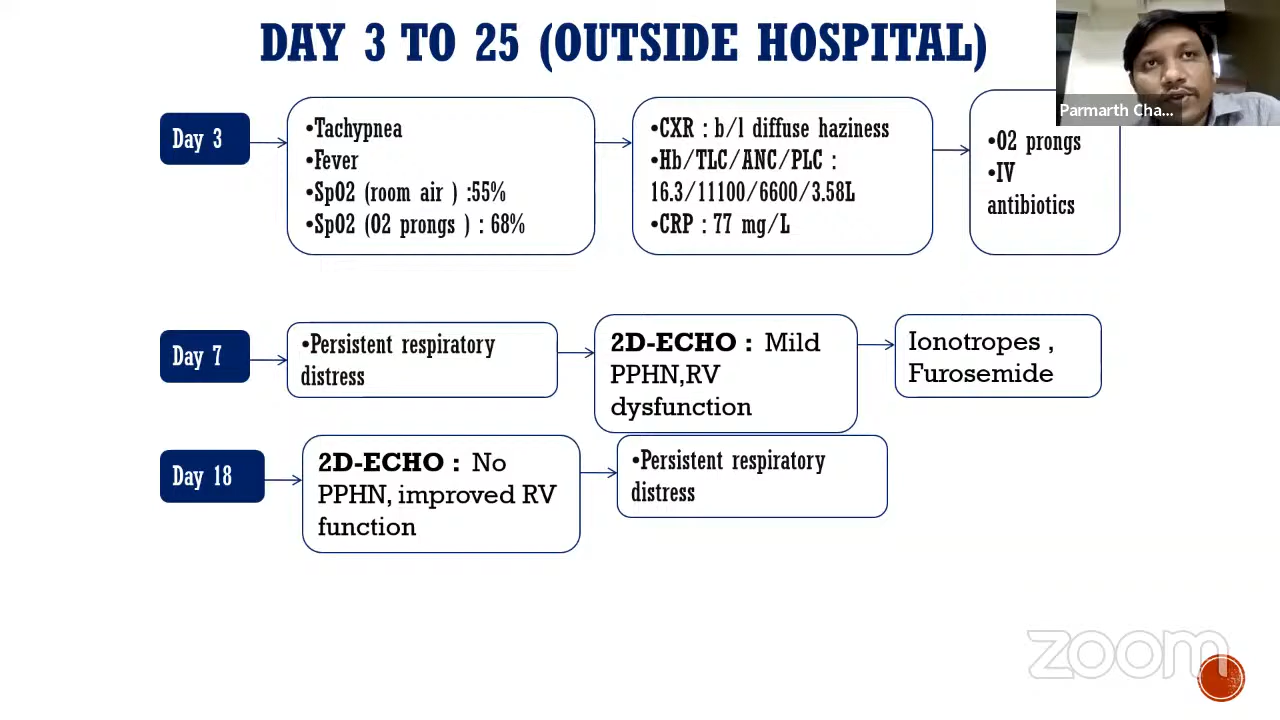 DAY 3 TO 25 (OUTSIDE HOSPITAL)
Parmarth Cha...
Day 3
•Tachypnea
•Fever
•SpO2 (room air ) :55%
•SpO2 (O2 prongs ) : 68%
•CXR : b/l diffuse haziness
•Hb/TLC/ANC/PLC :
16.3/11100/6600/3.58L
•CRP : 77 mg/L
•O2 prongs
•IV
antibiotics
Day 7
•Persistent respiratory
distress
2D-ECHO : Mild
PPHN,RV
dysfunction
Ionotropes ,
Furosemide
Day 18
2D-ECHO : No
PPHN, improved RV
function
•Persistent respiratory
distress
zoom